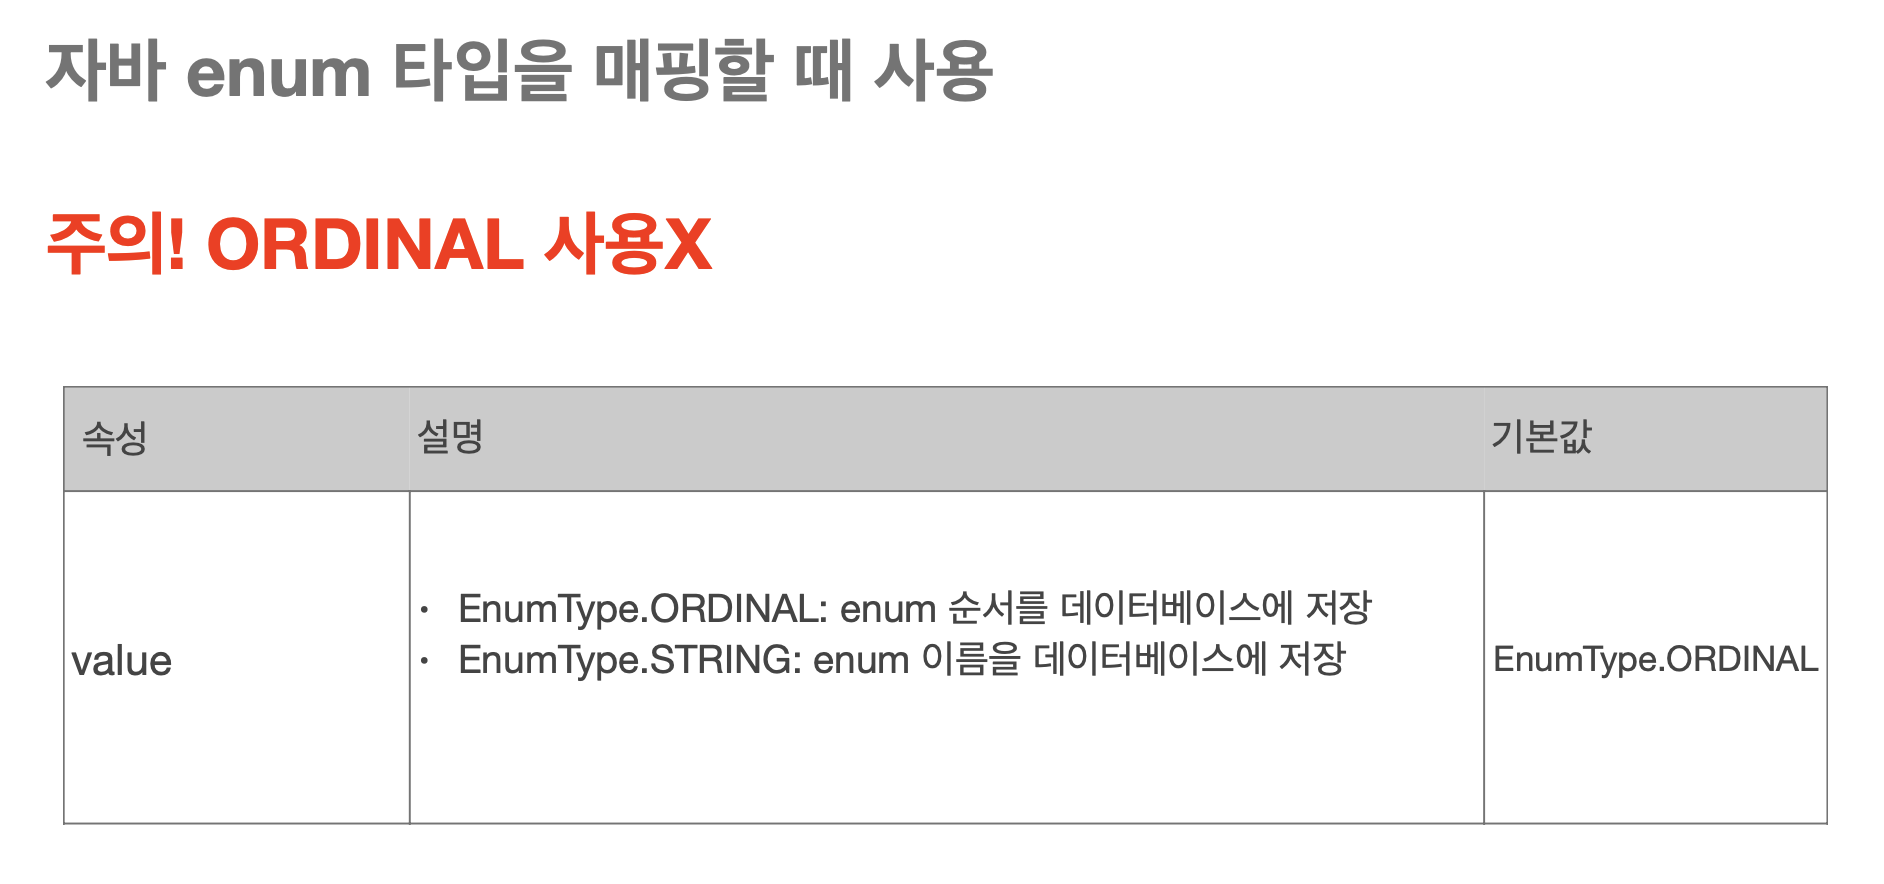 자바 enum 타입을 매핑할 때 사용
주의! ORDINAL 사용X
속성 설명 기본값
• EnumType.ORDINAL: enum 순서를 데이터베이스에 저장
• EnumType.STRING: enum 이름을 데이터베이스에 저장
value
EnumType.ORDINAL